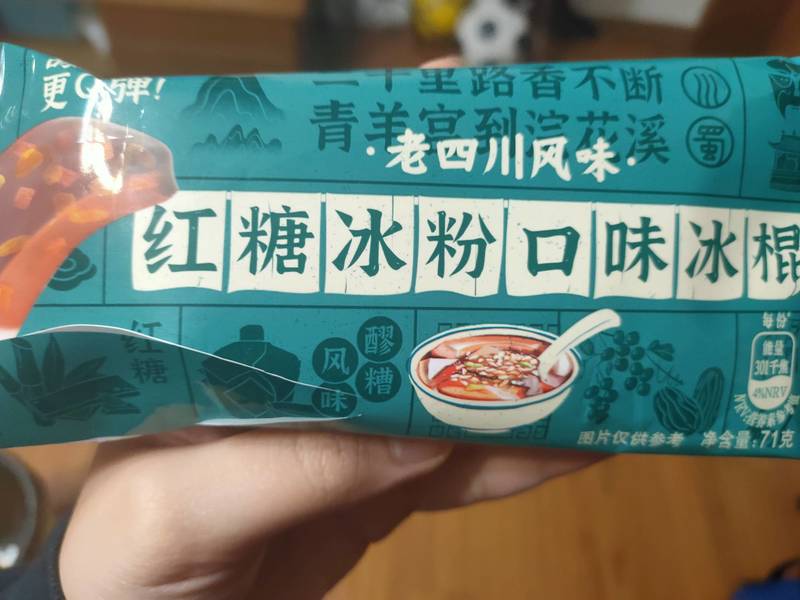 更Q弹!
二十里路香不断
青羊宫到浣花溪
蜀
·老四川风味·
红糖冰粉口味冰棍
红糖
醪糟
风味
每份
能量
301千焦
4%NRV
图片仅供参考 净含量:71克